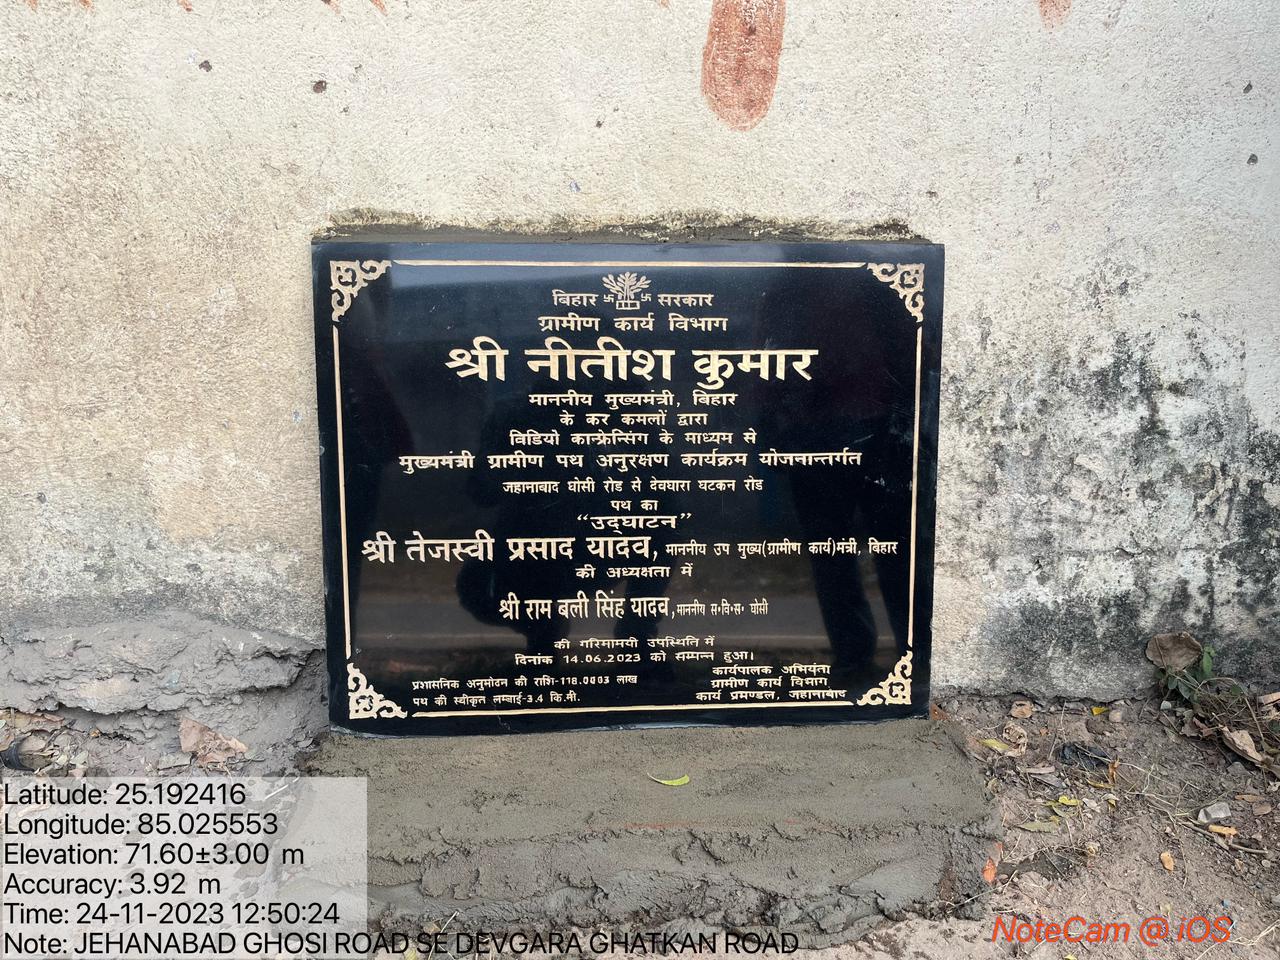 बिहार सरकार
ग्रामीण कार्य विभाग
श्री नीतीश कुमार
माननीय मुख्यमंत्री, बिहार
के कर कमलों द्वारा
विडियो कान्फ्रेन्सिंग के माध्यम से
मुख्यमंत्री ग्रामीण पथ अनुरक्षण कार्यक्रम योजनान्तर्गत
जहानाबाद घोसी रोड से देवघारा घटकन रोड
पथ का
“उद्घाटन”
श्री तेजस्वी प्रसाद यादव, माननीय उप मुख्य(ग्रामीण कार्य)मंत्री, बिहार
की अध्यक्षता में
श्री राम बली सिंह यादव, माननीय स॰वि॰स॰ घोसी
की गरिमामयी उपस्थिति में
दिनांक 14.06.2023 को सम्पन्न हुआ।
प्रशासनिक अनुमोदन की राशि-118.0003 लाख
पथ की स्वीकृत लम्बाई-3.4 कि.मी.
कार्यपालक अभियंता
ग्रामीण कार्य विभाग
कार्य प्रमण्डल, जहानाबाद
Latitude: 25.192416
Longitude: 85.025553
Elevation: 71.60±3.00 m
Accuracy: 3.92 m
Time: 24-11-2023 12:50:24
Note: JEHANABAD GHOSI ROAD SE DEVGARA GHATKAN ROAD
NoteCam @ iOS